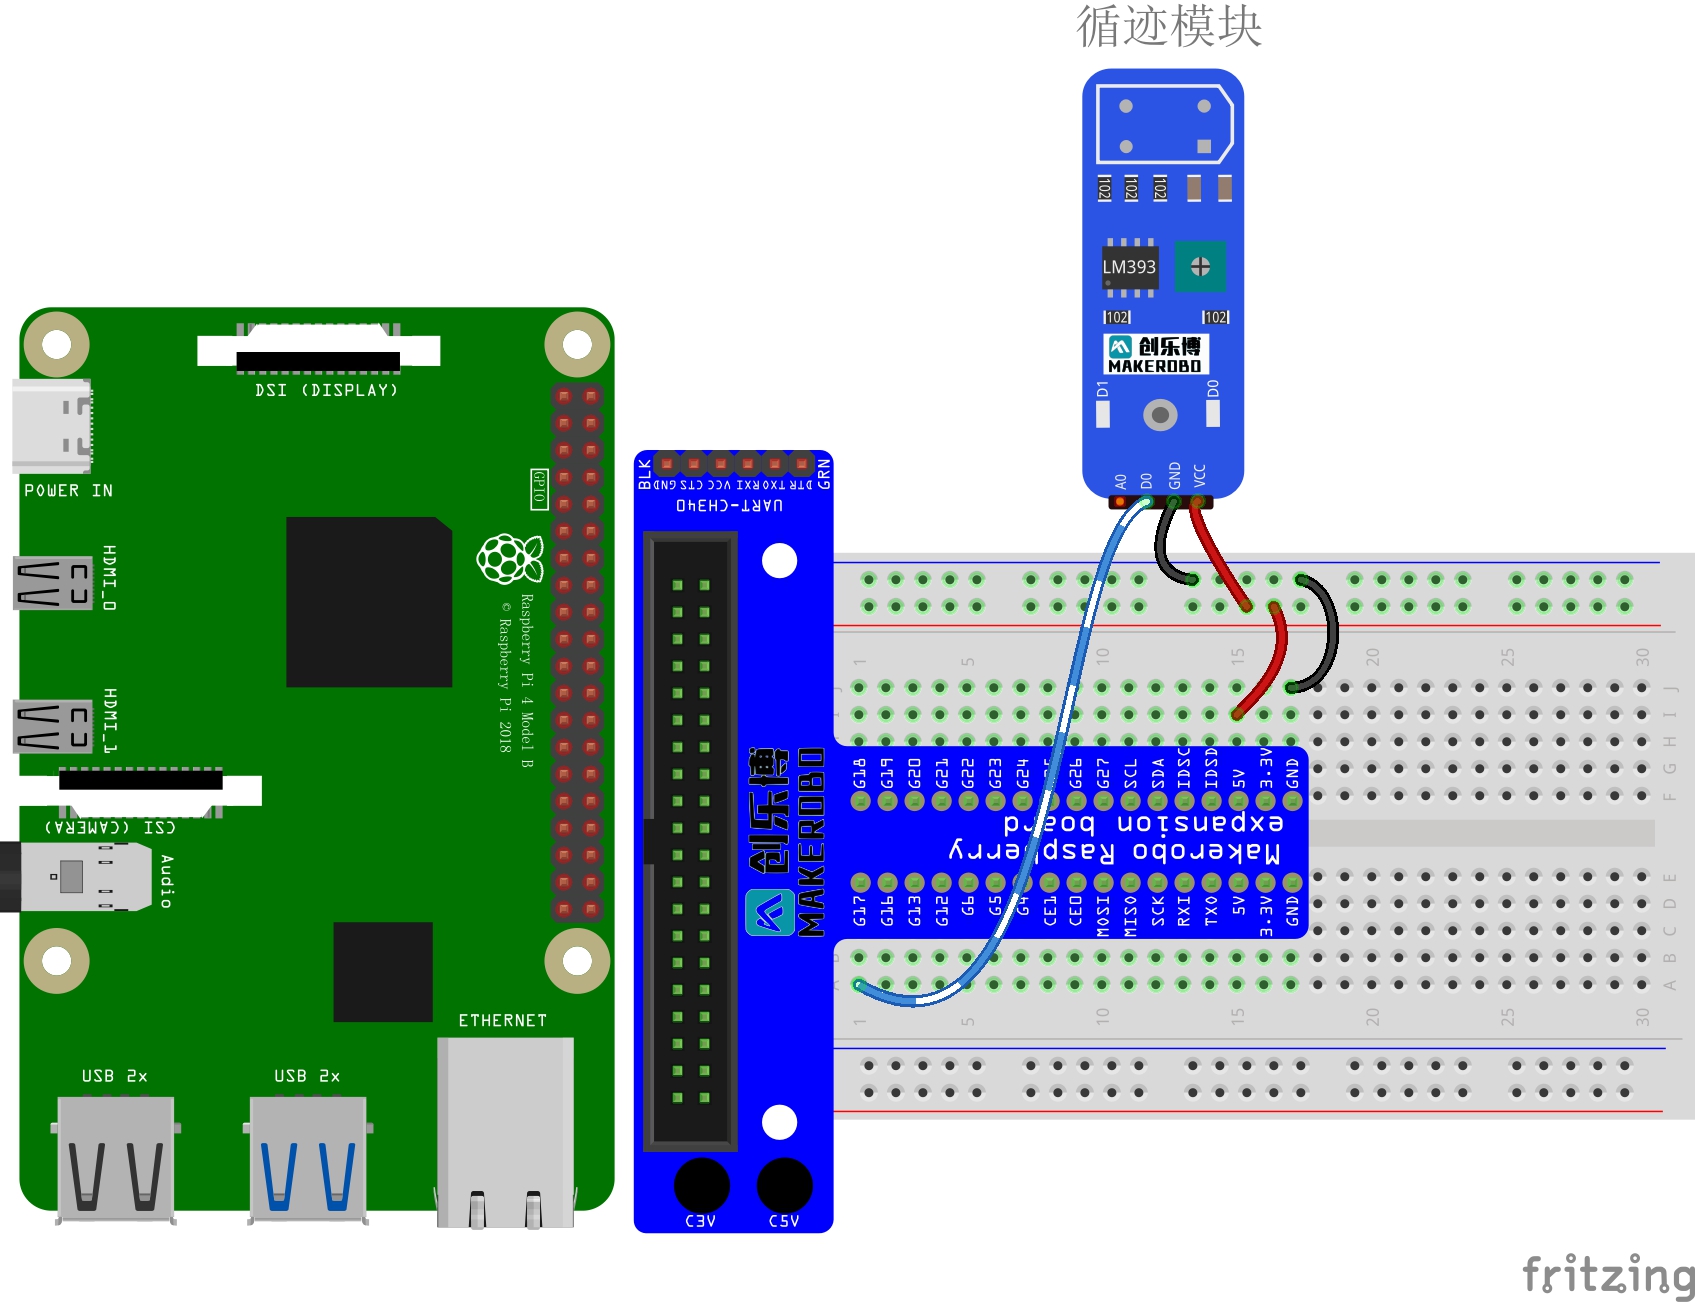 循迹模块
102 102 102
LM393
102 102
创乐博
MAKEROBO
D1 D0
A0 D0 GND VCC
DSI (DISPLAY)
POWER IN
GPIO
HDMI_0
HDMI_1
Raspberry Pi 4 Model B
© Raspberry Pi 2018
CSI (CAMERA)
Audio
ETHERNET
USB 2x USB 2x
BLK GRN
GND CTS VCC RXI TXO DTR
UART-CH340
创乐博
MAKEROBO
C3V C5V
1 5 10 15 20 25 30
J
I
H
G
F
G18 G19 G20 G21 G22 G23 G24 G26 G27 SCL SDA IDSC IDSD 5V 3.3V GND
Makerobo Raspberry
expansion board
G17 G16 G13 G12 G6 G5 G4 CE1 CE0 MOSI MISO SCK RXI TXO 5V 3.3V GND
E
D
C
B
A
1 5 10 15 20 25 30
fritzing